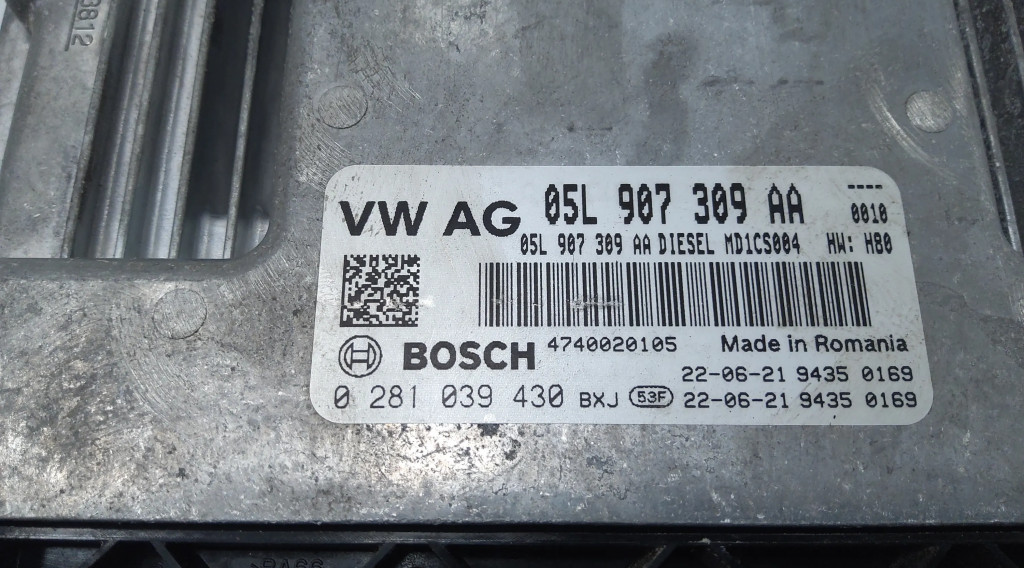 3812
VW AG 05L 907 309 AA ----
0010
05L 907 309 AA DIESEL MD1CS004 HW: H80
BOSCH 4740020105 Made in Romania
22-06-21 9435 0169
0 281 039 430 BXJ 53F 22-06-21 9435 0169